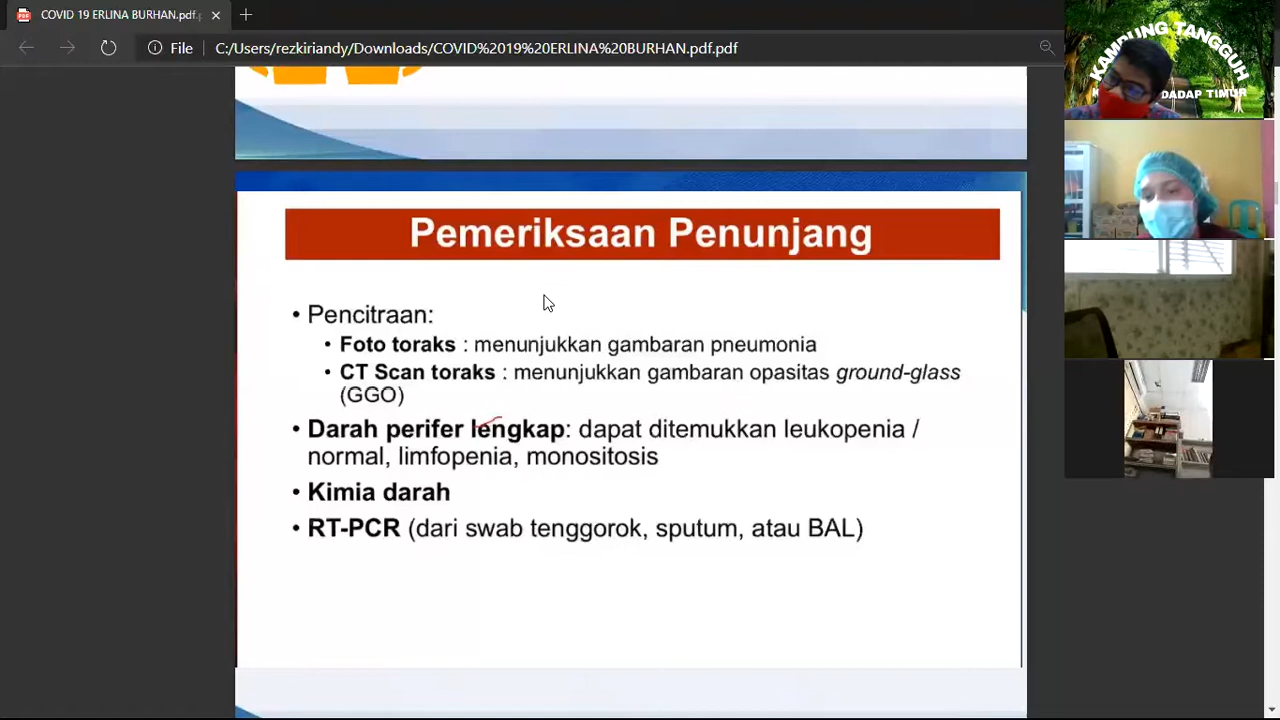 COVID 19 ERLINA BURHAN.pdf.
File
C:/Users/rezkiriandy/Downloads/COVID%2019%20ERLINA%20BURHAN.pdf.pdf
KAMPUNG TANGGUH
DADAP TIMUR
Pemeriksaan Penunjang
• Pencitraan:
• Foto toraks : menunjukkan gambaran pneumonia
• CT Scan toraks : menunjukkan gambaran opasitas ground-glass
(GGO)
• Darah perifer lengkap: dapat ditemukkan leukopenia /
normal, limfopenia, monositosis
• Kimia darah
• RT-PCR (dari swab tenggorok, sputum, atau BAL)